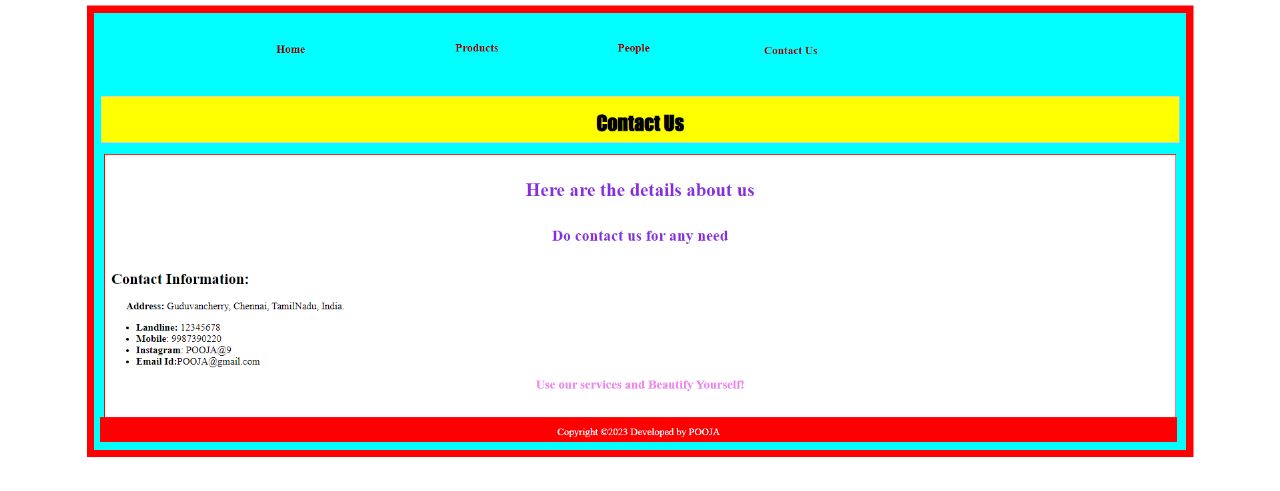 Home Products People Contact Us
Contact Us
Here are the details about us
Do contact us for any need
Contact Information:
Address: Guduvancherry, Chennai, TamilNadu, India.
• Landline: 12345678
• Mobile: 9987390220
• Instagram: POOJA@9
• Email Id:POOJA@gmail.com
Use our services and Beautify Yourself!
Copyright ©2023 Developed by POOJA